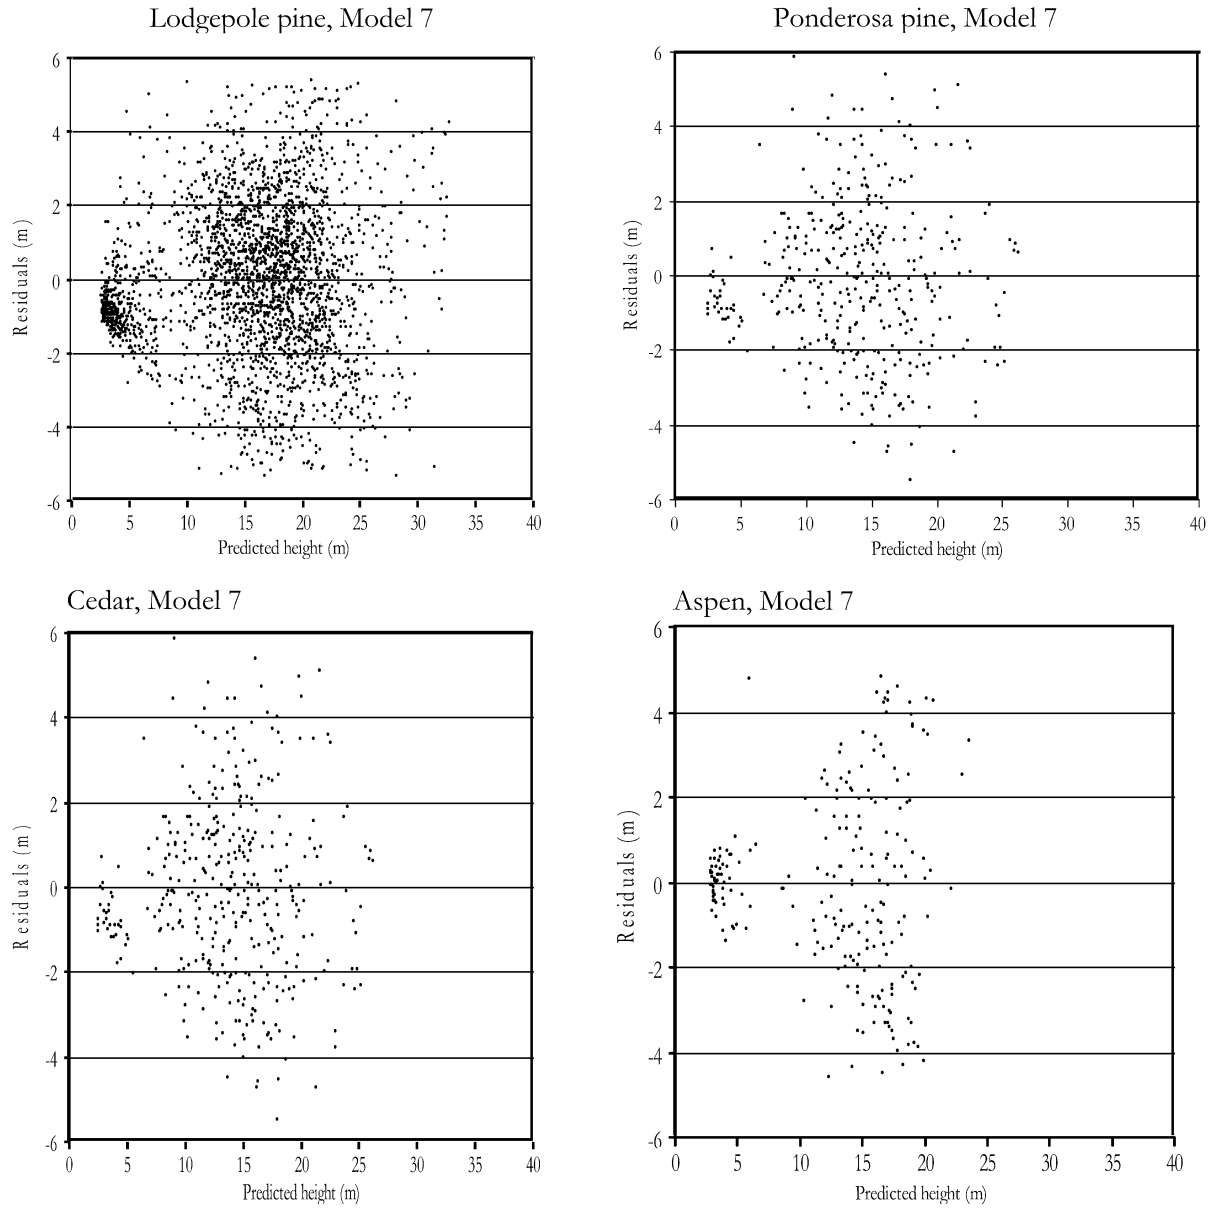 Lodgepole pine, Model 7
6
4
2
0
-2
-4
-6
Residuals (m)
0 5 10 15 20 25 30 35 40
Predicted height (m)
Ponderosa pine, Model 7
6
4
2
0
-2
-4
-6
Residuals (m)
0 5 10 15 20 25 30 35 40
Predicted height (m)
Cedar, Model 7
6
4
2
0
-2
-4
-6
Residuals (m)
0 5 10 15 20 25 30 35 40
Predicted height (m)
Aspen, Model 7
6
4
2
0
-2
-4
-6
Residuals (m)
0 5 10 15 20 25 30 35 40
Predicted height (m)